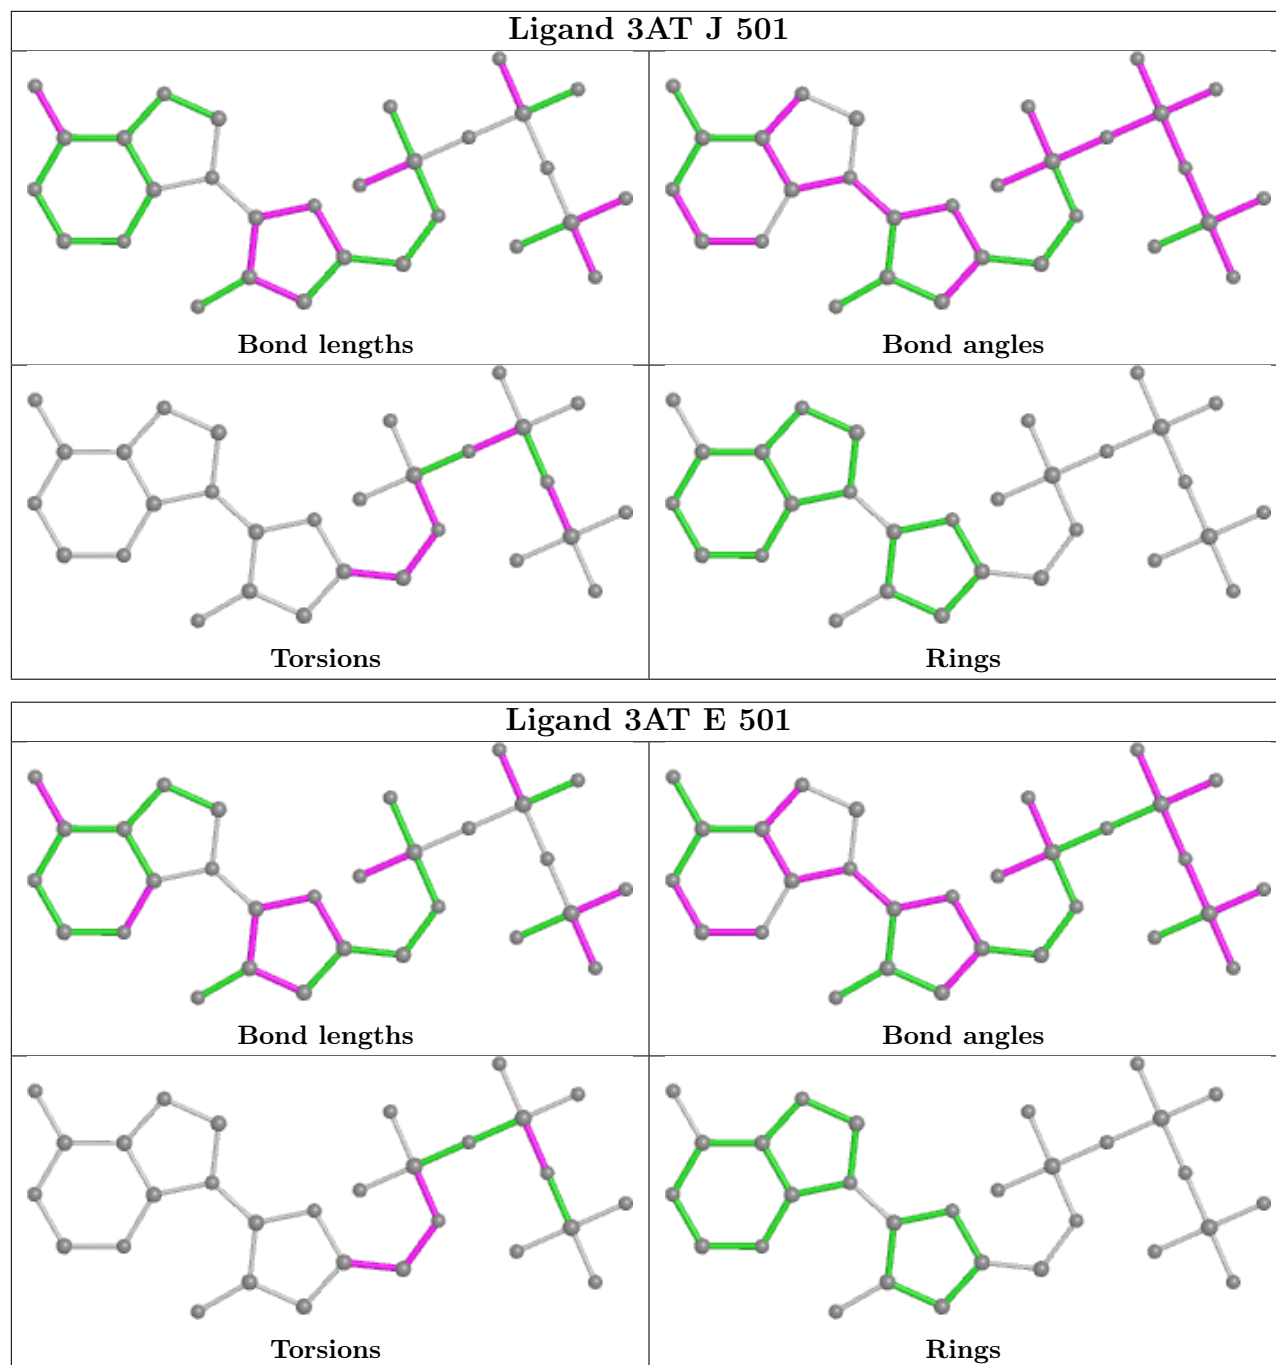 Ligand 3AT J 501
Bond lengths
Bond angles
Torsions
Rings
Ligand 3AT E 501
Bond lengths
Bond angles
Torsions
Rings